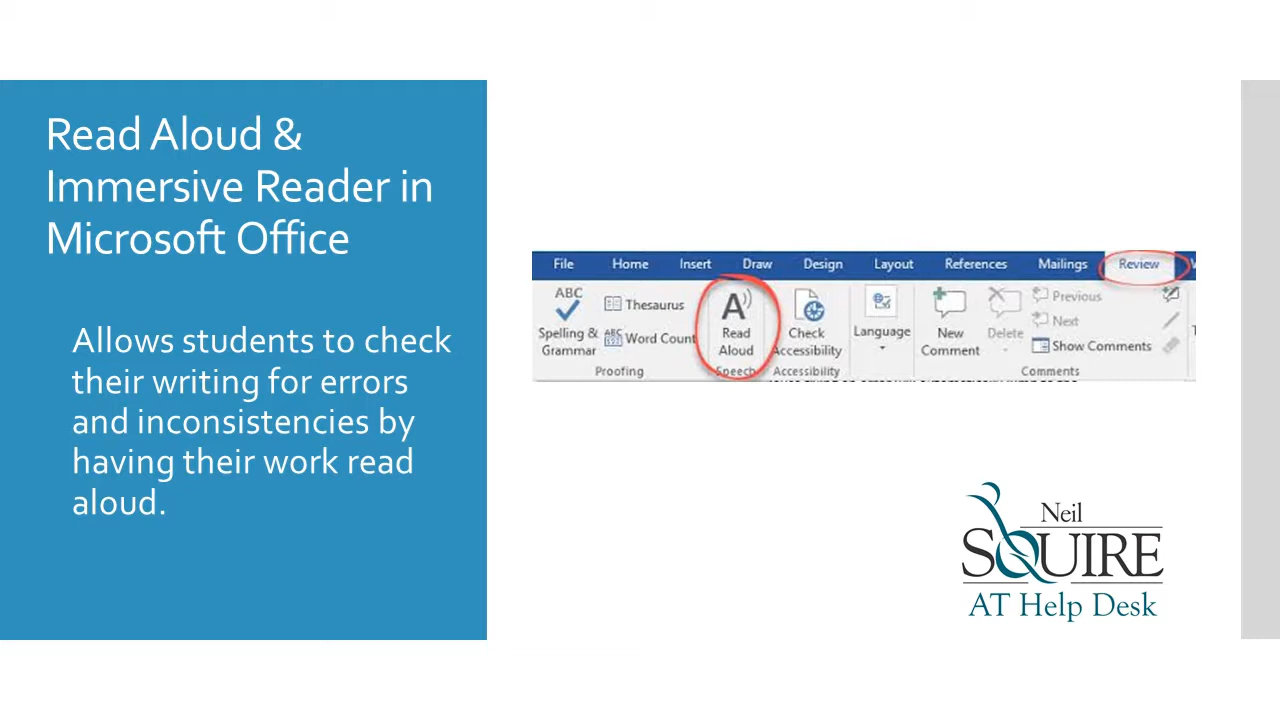 Read Aloud &
Immersive Reader in
Microsoft Office
Allows students to check
their writing for errors
and inconsistencies by
having their work read
aloud.
File Home Insert Draw Design Layout References Mailings Review
ABC
Spelling &
Grammar
Thesaurus
ABC
Word Count
Proofing
A
Read
Aloud
Speech
Check
Accessibility
Accessibility
Language
New
Comment
Delete
Previous
Next
Show Comments
Comments
Neil
SQUIRE
AT Help Desk